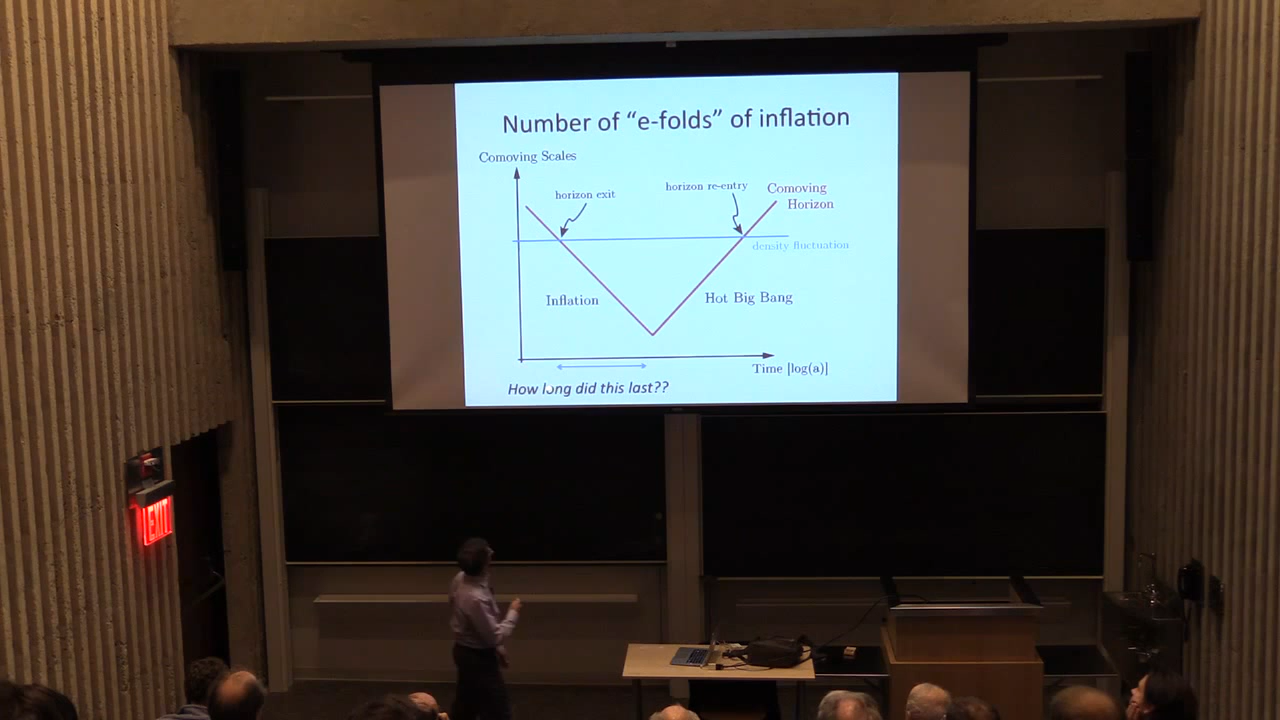 Number of “e-folds” of inflation
Comoving Scales
horizon exit
horizon re-entry
Comoving
Horizon
density fluctuation
Inflation
Hot Big Bang
Time [log(a)]
How long did this last??
EXIT